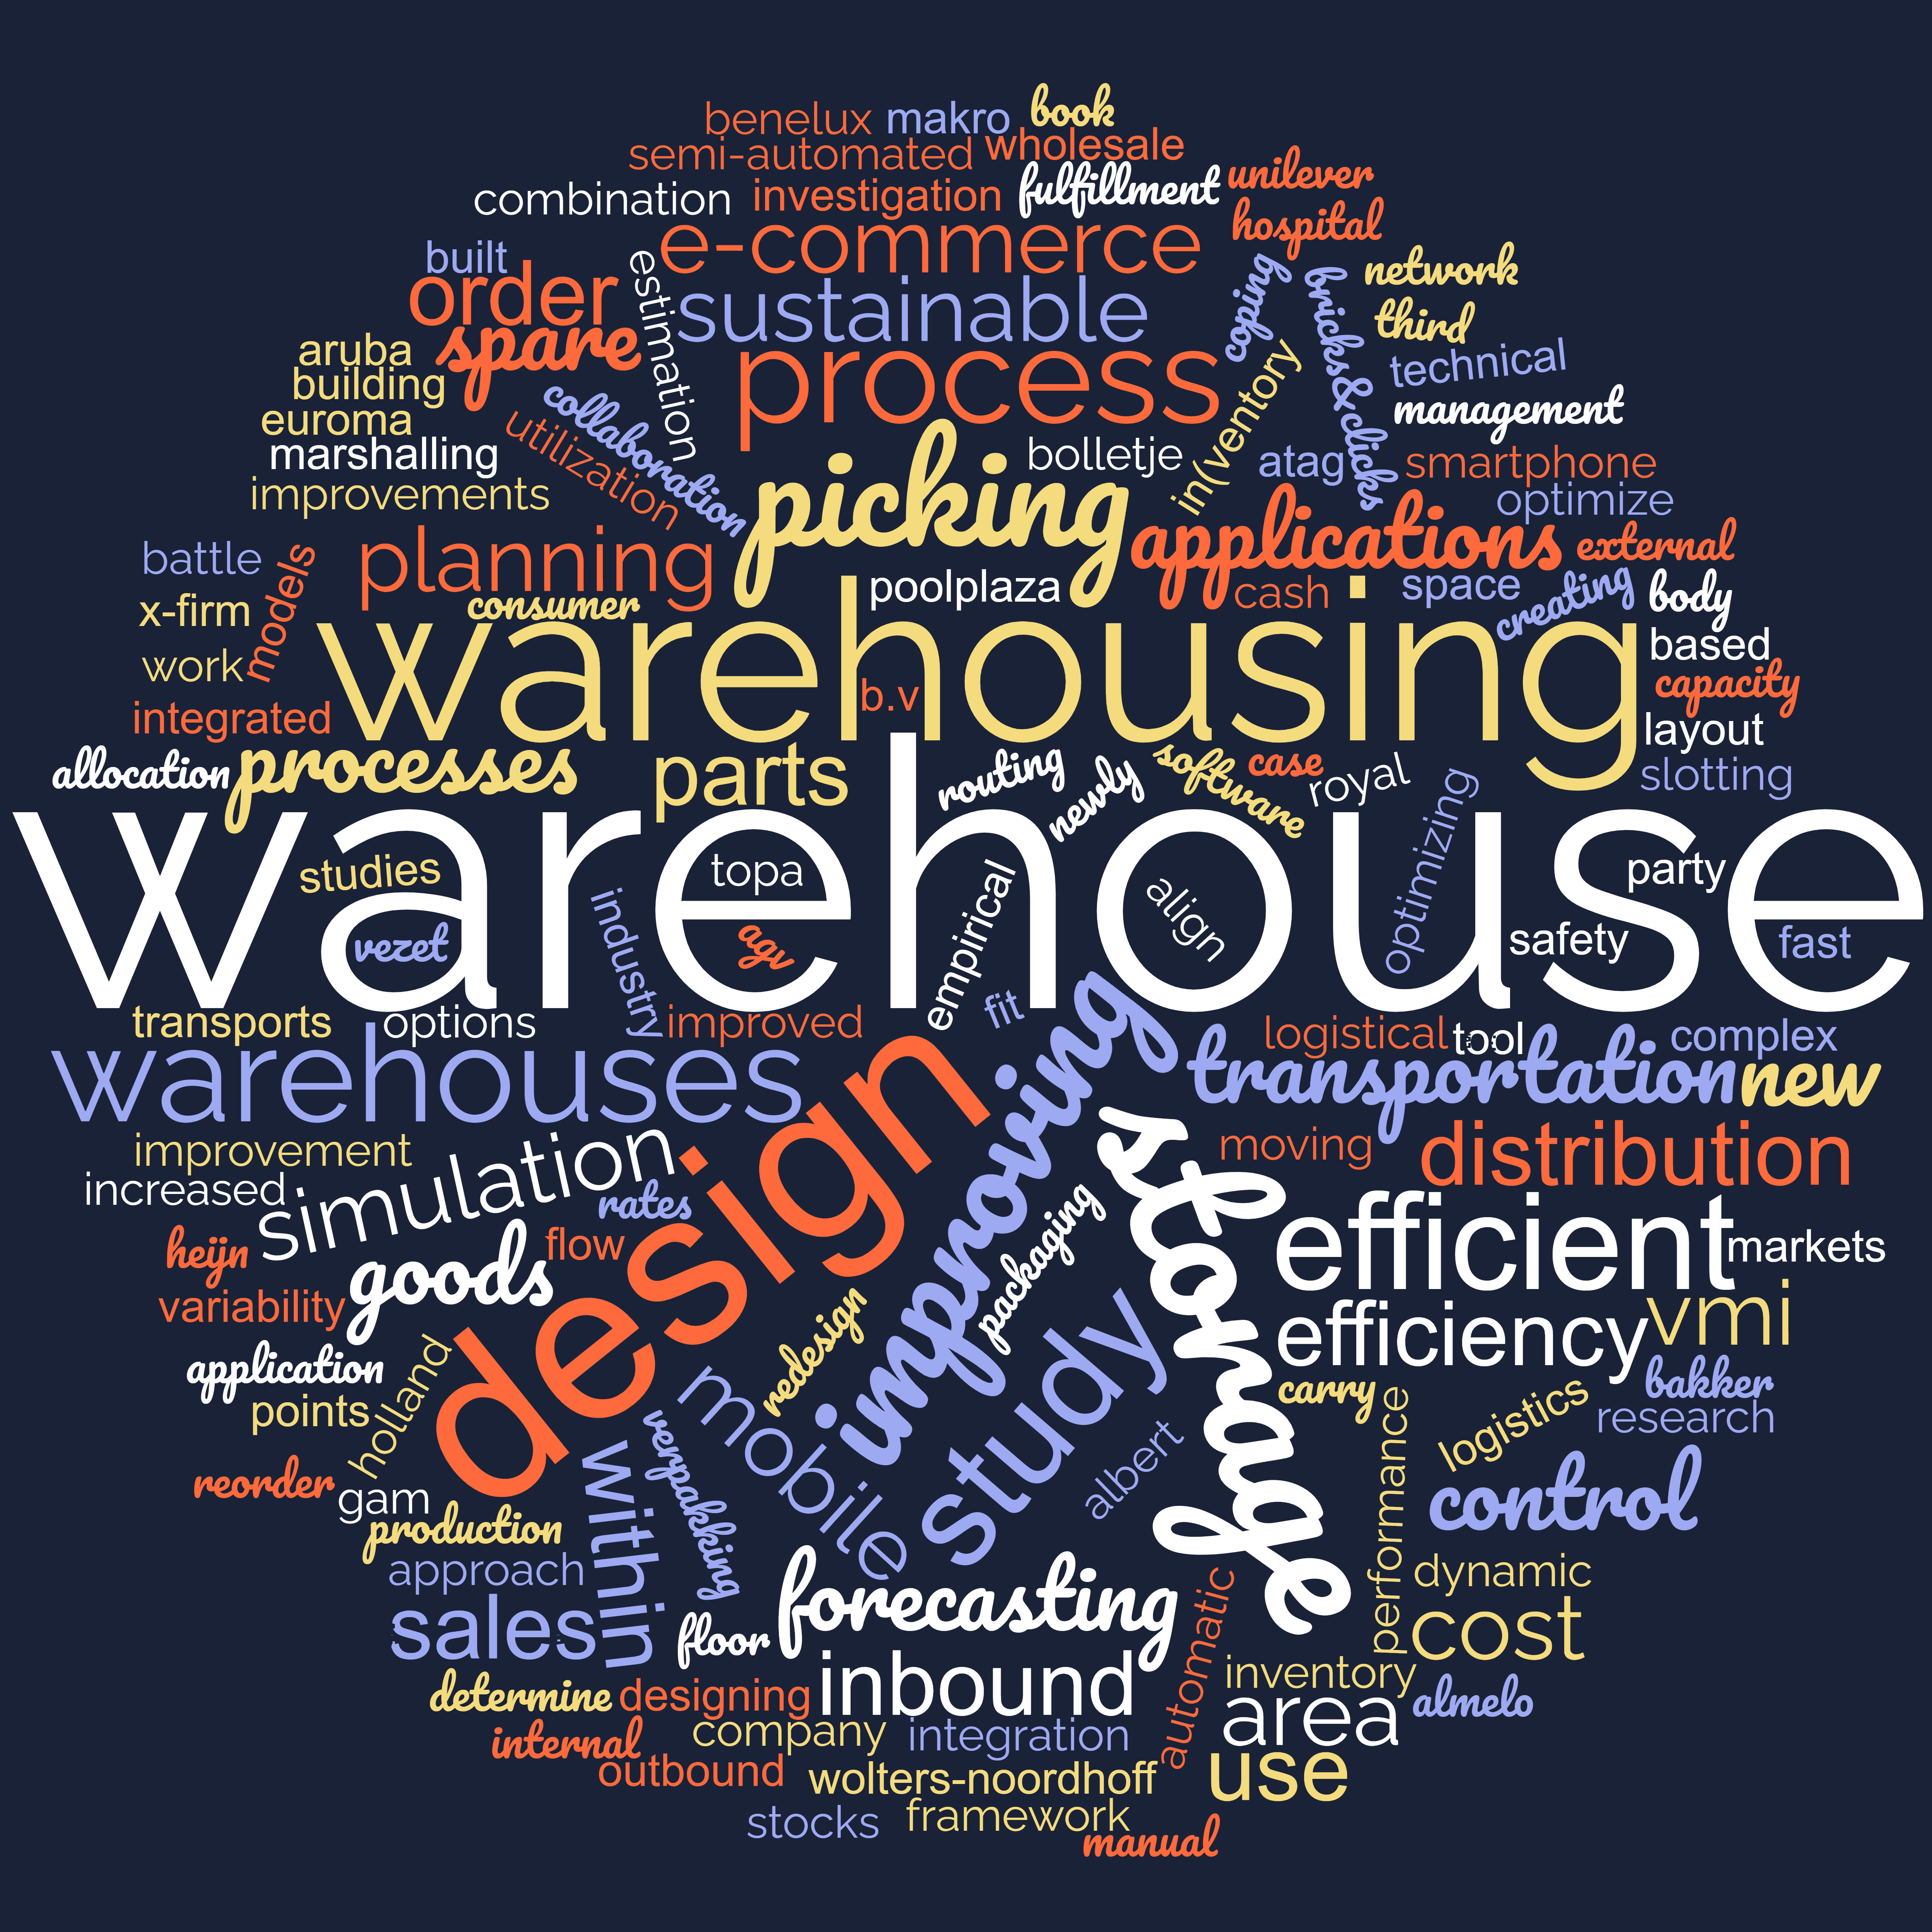 benelux makro book
semi-automated wholesale
combination investigation fulfillment unilever
e-commerce hospital
built order estimation sustainable coping bricks&clicks network
spare third
aruba process technical
building collaboration in(ventory management
euroma utilization
marshalling picking bolletje atag smartphone
improvements applications optimize
battle planning external
models consumer poolplaza cash space creating body
x-firm warehousing based
work b.v capacity
integrated layout
allocation processes parts routing newly software case royal optimizing slotting
warehouse
studies topa empirical align party
vezet industry agv safety fast
transports options improved fit logistical tool complex
warehouses design improving transportation new
improvement simulation storage moving distribution
increased rates packaging efficient
heijn goods flow markets
variability redesign study efficiency vmi
application holland mobile carry bakker
points verpakking albert performance logistics research
reorder gam within control
production
approach forecasting automatic dynamic
sales floor cost
determine designing inbound inventory almelo
internal company integration area
outbound wolters-noordhoff use
stocks framework
manual